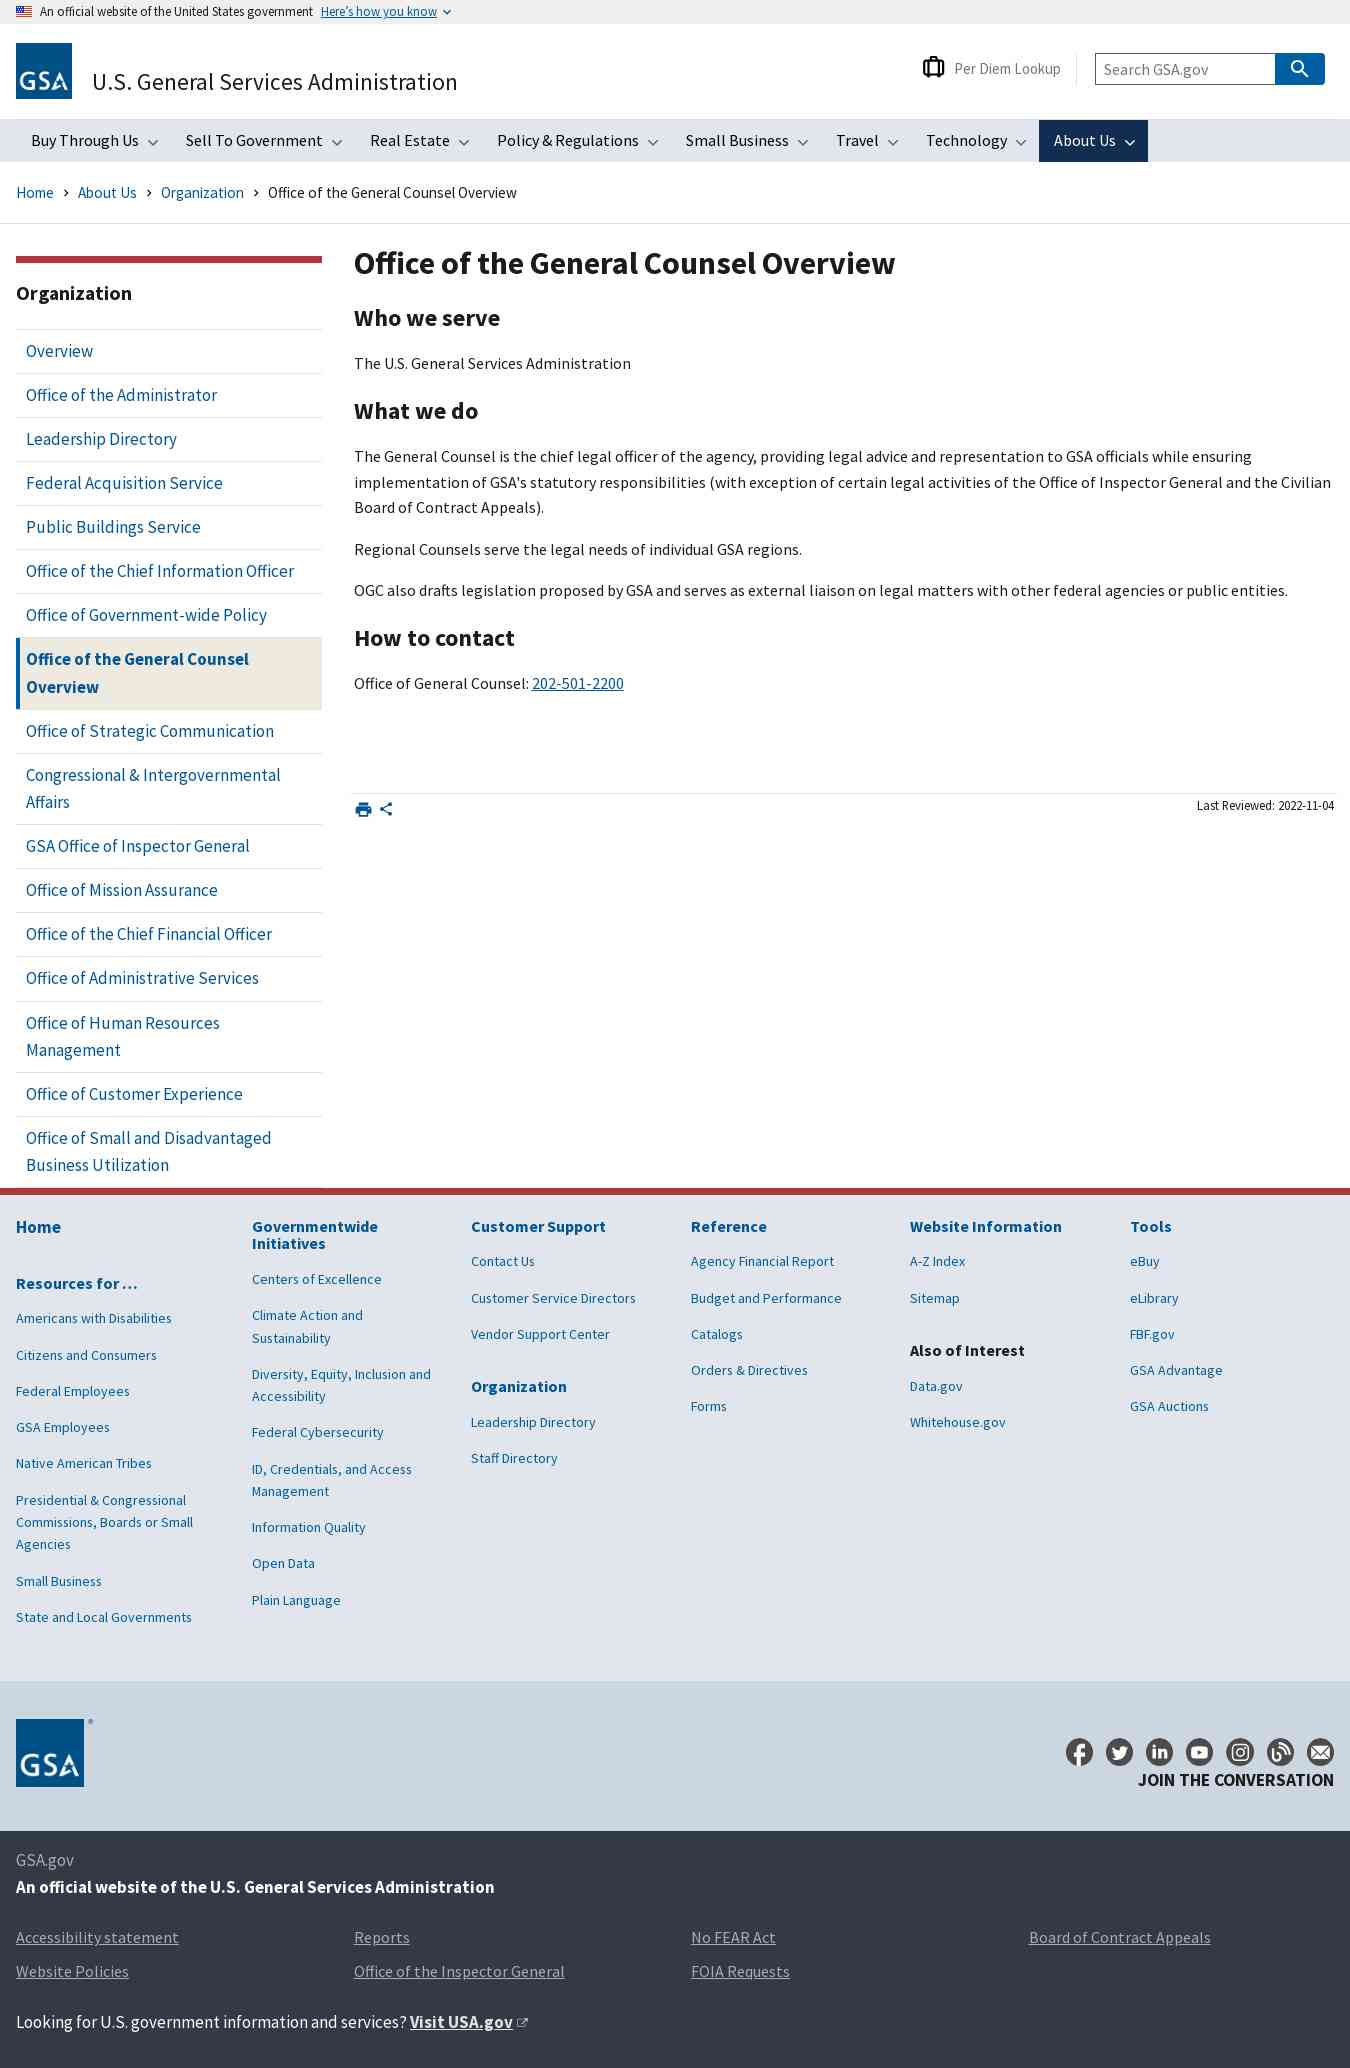 An official website of the United States government Here's how you know
GSA
U.S. General Services Administration
Per Diem Lookup
Search GSA.gov
Buy Through Us
Sell To Government
Real Estate
Policy & Regulations
Small Business
Travel
Technology
About Us
Home
About Us
Organization
Office of the General Counsel Overview
Organization
Overview
Office of the Administrator
Leadership Directory
Federal Acquisition Service
Public Buildings Service
Office of the Chief Information Officer
Office of Government-wide Policy
Office of the General Counsel
Overview
Office of Strategic Communication
Congressional & Intergovernmental
Affairs
GSA Office of Inspector General
Office of Mission Assurance
Office of the Chief Financial Officer
Office of Administrative Services
Office of Human Resources
Management
Office of Customer Experience
Office of Small and Disadvantaged
Business Utilization
Office of the General Counsel Overview
Who we serve
The U.S. General Services Administration
What we do
The General Counsel is the chief legal officer of the agency, providing legal advice and representation to GSA officials while ensuring
implementation of GSA's statutory responsibilities (with exception of certain legal activities of the Office of Inspector General and the Civilian
Board of Contract Appeals).
Regional Counsels serve the legal needs of individual GSA regions.
OGC also drafts legislation proposed by GSA and serves as external liaison on legal matters with other federal agencies or public entities.
How to contact
Office of General Counsel: 202-501-2200
Last Reviewed: 2022-11-04
Home
Resources for …
Americans with Disabilities
Citizens and Consumers
Federal Employees
GSA Employees
Native American Tribes
Presidential & Congressional
Commissions, Boards or Small
Agencies
Small Business
State and Local Governments
Governmentwide
Initiatives
Centers of Excellence
Climate Action and
Sustainability
Diversity, Equity, Inclusion and
Accessibility
Federal Cybersecurity
ID, Credentials, and Access
Management
Information Quality
Open Data
Plain Language
Customer Support
Contact Us
Customer Service Directors
Vendor Support Center
Organization
Leadership Directory
Staff Directory
Reference
Agency Financial Report
Budget and Performance
Catalogs
Orders & Directives
Forms
Website Information
A-Z Index
Sitemap
Also of Interest
Data.gov
Whitehouse.gov
Tools
eBuy
eLibrary
FBF.gov
GSA Advantage
GSA Auctions
GSA ®
JOIN THE CONVERSATION
GSA.gov
An official website of the U.S. General Services Administration
Accessibility statement
Reports
No FEAR Act
Board of Contract Appeals
Website Policies
Office of the Inspector General
FOIA Requests
Looking for U.S. government information and services? Visit USA.gov